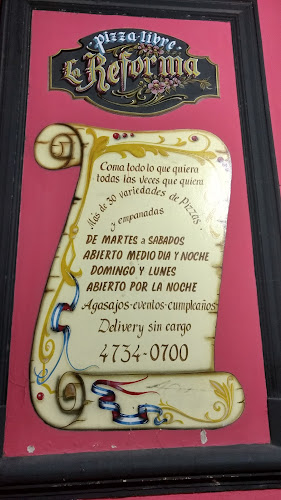 pizza·libre
La Reforma
Coma todo lo que quiera
todas las veces que quiera
Más de 30 variedades de Pizzas
y empanadas
DE MARTES a SABADOS
ABIERTO MEDIO DIA Y NOCHE
DOMINGO Y LUNES
ABIERTO POR LA NOCHE
Agasajos-eventos-cumpleaños
Delivery sin cargo
4734-0700